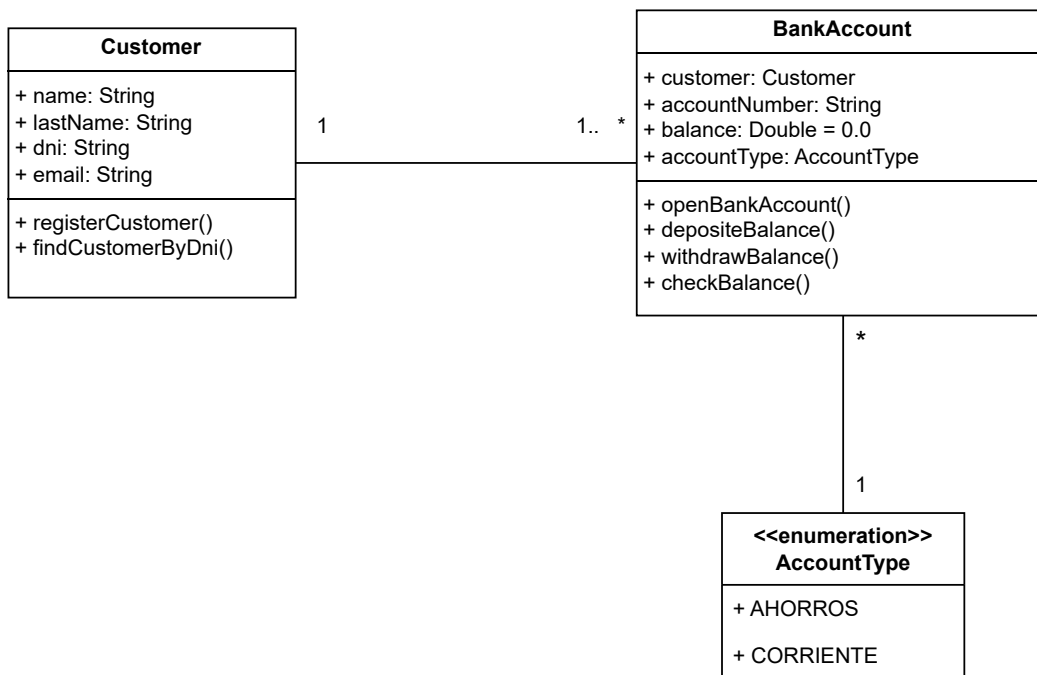 Customer
+ name: String
+ lastName: String
+ dni: String
+ email: String
+ registerCustomer()
+ findCustomerByDni()
1
1.. *
BankAccount
+ customer: Customer
+ accountNumber: String
+ balance: Double = 0.0
+ accountType: AccountType
+ openBankAccount()
+ depositeBalance()
+ withdrawBalance()
+ checkBalance()
*
1
<<enumeration>>
AccountType
+ AHORROS
+ CORRIENTE